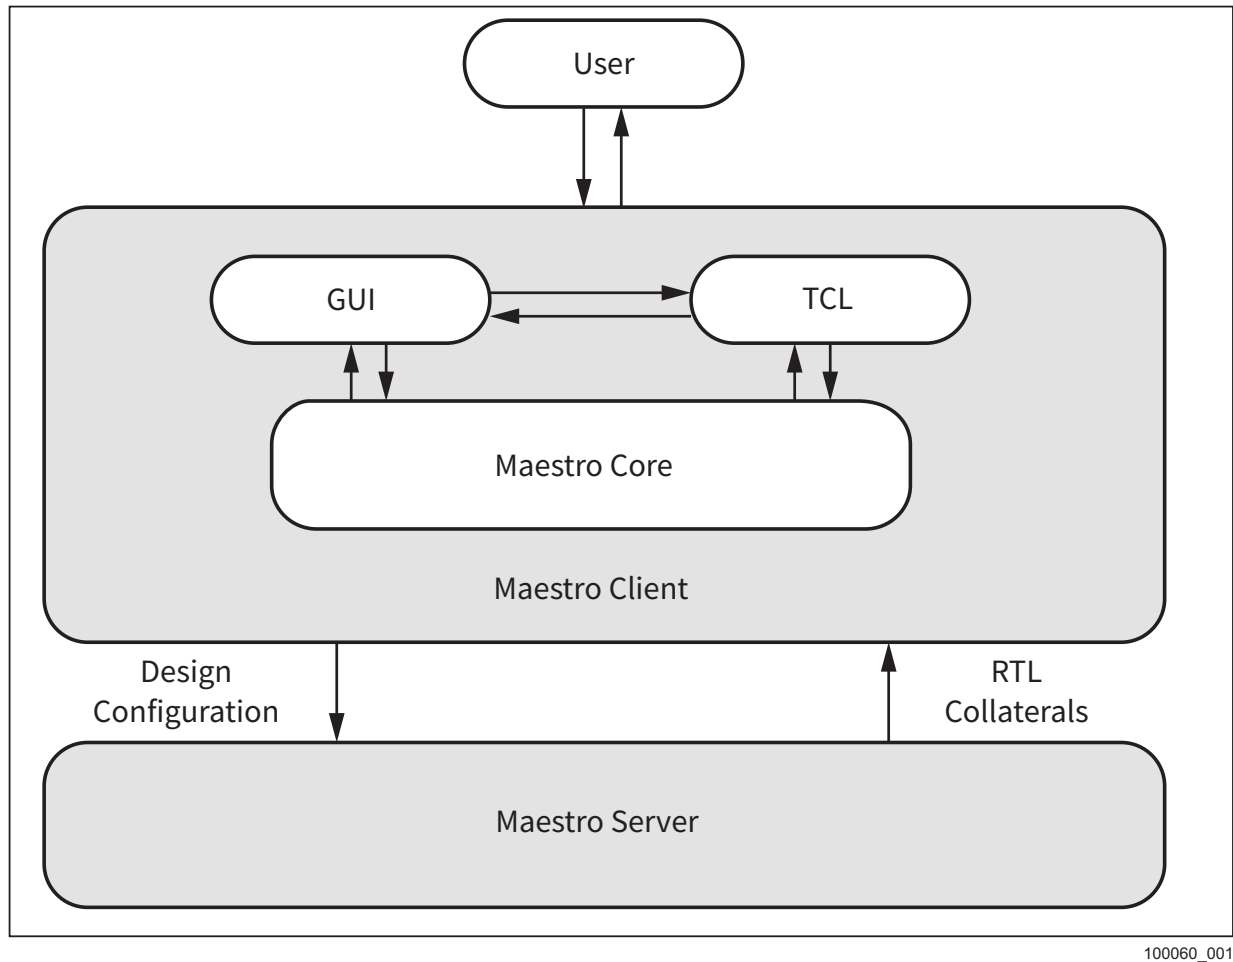 User
GUI
TCL
Maestro Core
Maestro Client
Design
Configuration
RTL
Collaterals
Maestro Server
100060_001